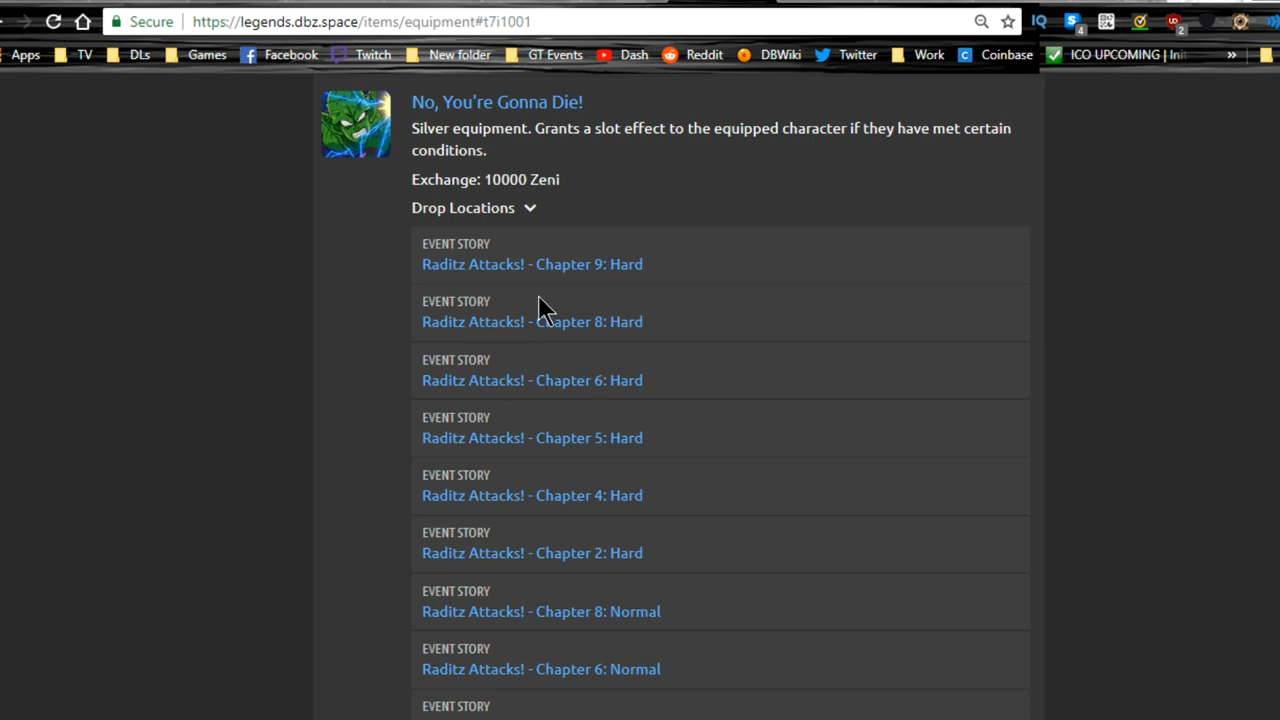 Secure https://legends.dbz.space/items/equipment#t7i1001 IQ 4 2
Apps TV DLs Games Facebook Twitch New folder GT Events Dash Reddit DBWiki Twitter Work Coinbase ICO UPCOMING | Init »
No, You're Gonna Die!
Silver equipment. Grants a slot effect to the equipped character if they have met certain
conditions.
Exchange: 10000 Zeni
Drop Locations
EVENT STORY
Raditz Attacks! - Chapter 9: Hard
EVENT STORY
Raditz Attacks! - Chapter 8: Hard
EVENT STORY
Raditz Attacks! - Chapter 6: Hard
EVENT STORY
Raditz Attacks! - Chapter 5: Hard
EVENT STORY
Raditz Attacks! - Chapter 4: Hard
EVENT STORY
Raditz Attacks! - Chapter 2: Hard
EVENT STORY
Raditz Attacks! - Chapter 8: Normal
EVENT STORY
Raditz Attacks! - Chapter 6: Normal
EVENT STORY